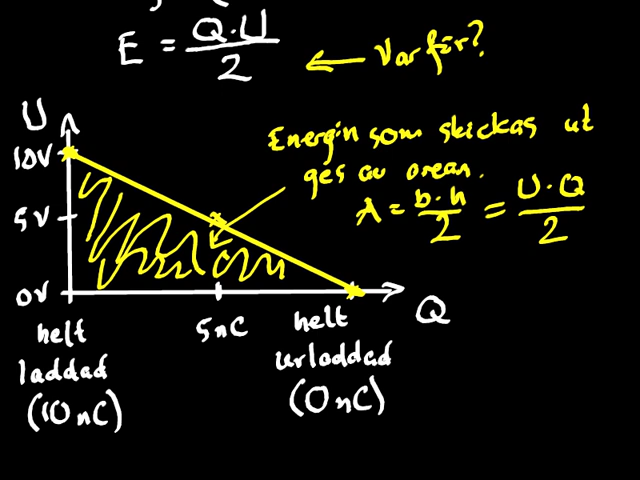 E = Q·U / 2
← Varför?
U
10V
5V
0V
Energin som skickas ut
ges av arean.
A = b·h / 2 = U·Q / 2
Q
helt
laddad
(10nC)
5nC
helt
urladdad
(0nC)